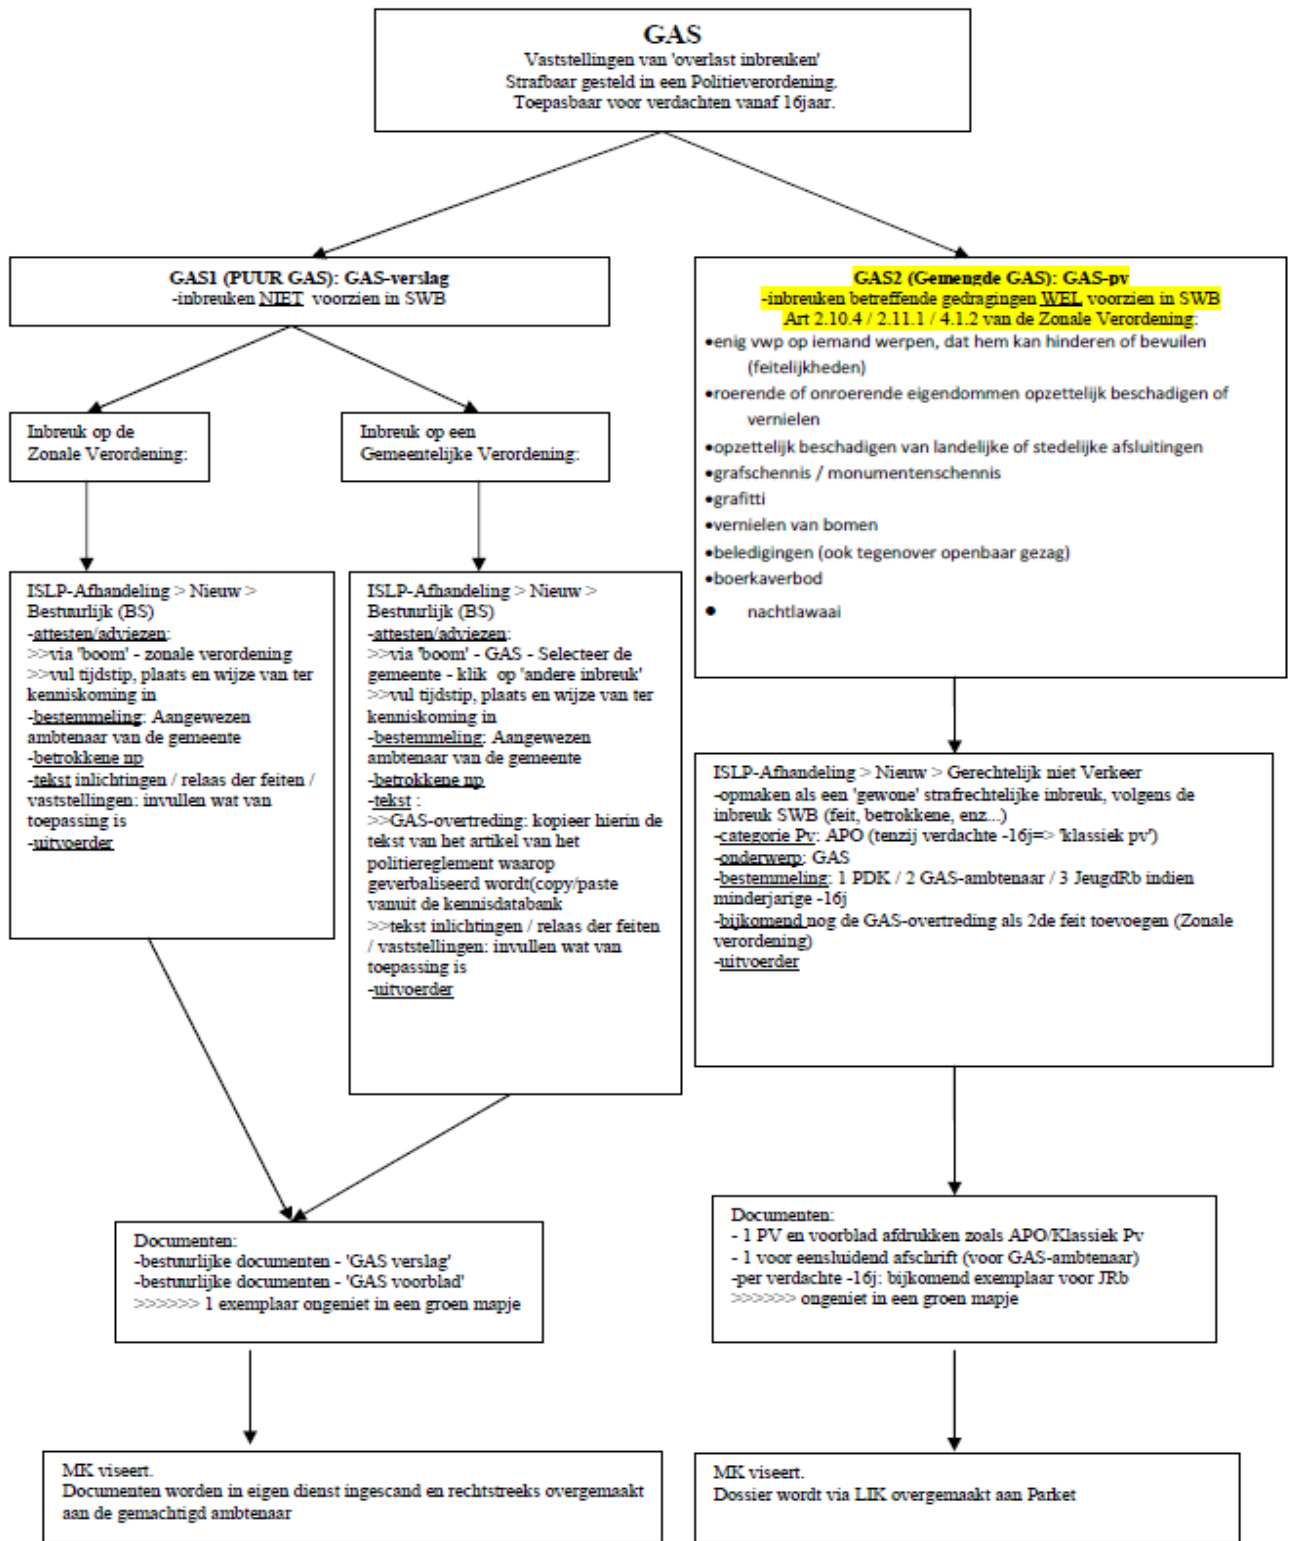 GAS
Vaststellingen van 'overlast inbreuken'
Strafbaar gesteld in een Politieverordening.
Toepasbaar voor verdachten vanaf 16jaar.
GAS1 (PUUR GAS): GAS-verslag
-inbreuken NIET voorzien in SWB
Inbreuk op de
Zonale Verordening:
Inbreuk op een
Gemeentelijke Verordening:
ISLP-Afhandeling > Nieuw >
Bestuurlijk (BS)
-attesten/adviezen:
>>via 'boom' - zonale verordening
>>vul tijdstip, plaats en wijze van ter
kenniskoming in
-bestemmeling: Aangewezen
ambtenaar van de gemeente
-betrokkene np
-tekst inlichtingen / relaas der feiten /
vaststellingen: invullen wat van
toepassing is
-uitvoerder
ISLP-Afhandeling > Nieuw >
Bestuurlijk (BS)
-attesten/adviezen:
>>via 'boom' - GAS - Selecteer de
gemeente - klik op 'andere inbreuk'
>>vul tijdstip, plaats en wijze van ter
kenniskoming in
-bestemmeling: Aangewezen
ambtenaar van de gemeente
-betrokkene np
-tekst :
>>GAS-overtreding: kopieer hierin de
tekst van het artikel van het
politiereglement waarop
geverbaliseerd wordt(copy/paste
vanuit de kennisdatabank
>>tekst inlichtingen / relaas der feiten
/ vaststellingen: invullen wat van
toepassing is
-uitvoerder
Documenten:
-bestuurlijke documenten - 'GAS verslag'
-bestuurlijke documenten - 'GAS voorblad'
>>>>>> 1 exemplaar ongeniet in een groen mapje
MK viseert.
Documenten worden in eigen dienst ingescand en rechtstreeks overgemaakt
aan de gemachtigd ambtenaar
GAS2 (Gemengde GAS): GAS-pv
-inbreuken betreffende gedragingen WEL voorzien in SWB
Art 2.10.4 / 2.11.1 / 4.1.2 van de Zonale Verordening:
•enig vwp op iemand werpen, dat hem kan hinderen of bevuilen
(feitelijkheden)
•roerende of onroerende eigendommen opzettelijk beschadigen of
vernielen
•opzettelijk beschadigen van landelijke of stedelijke afsluitingen
•grafschennis / monumentenschennis
•grafitti
•vernielen van bomen
•beledigingen (ook tegenover openbaar gezag)
•boerkaverbod
• nachtlawaai
ISLP-Afhandeling > Nieuw > Gerechtelijk niet Verkeer
-opmaken als een 'gewone' strafrechtelijke inbreuk, volgens de
inbreuk SWB (feit, betrokkene, enz...)
-categorie Pv: APO (tenzij verdachte -16j=> 'klassiek pv')
-onderwerp: GAS
-bestemmeling: 1 PDK / 2 GAS-ambtenaar / 3 JeugdRb indien
minderjarige -16j
-bijkomend nog de GAS-overtreding als 2de feit toevoegen (Zonale
verordening)
-uitvoerder
Documenten:
- 1 PV en voorblad afdrukken zoals APO/Klassiek Pv
- 1 voor eensluidend afschrift (voor GAS-ambtenaar)
-per verdachte -16j: bijkomend exemplaar voor JRb
>>>>>> ongeniet in een groen mapje
MK viseert.
Dossier wordt via LIK overgemaakt aan Parket